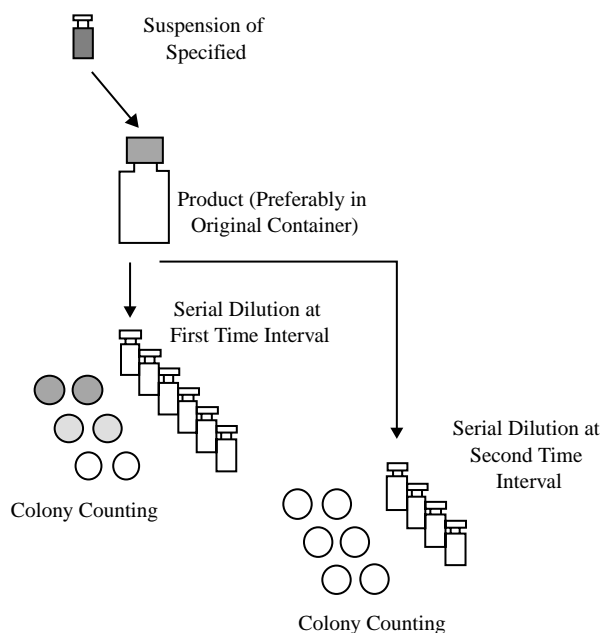 Suspension of
Specified
Product (Preferably in
Original Container)
Serial Dilution at
First Time Interval
Serial Dilution at
Second Time
Interval
Colony Counting
Colony Counting